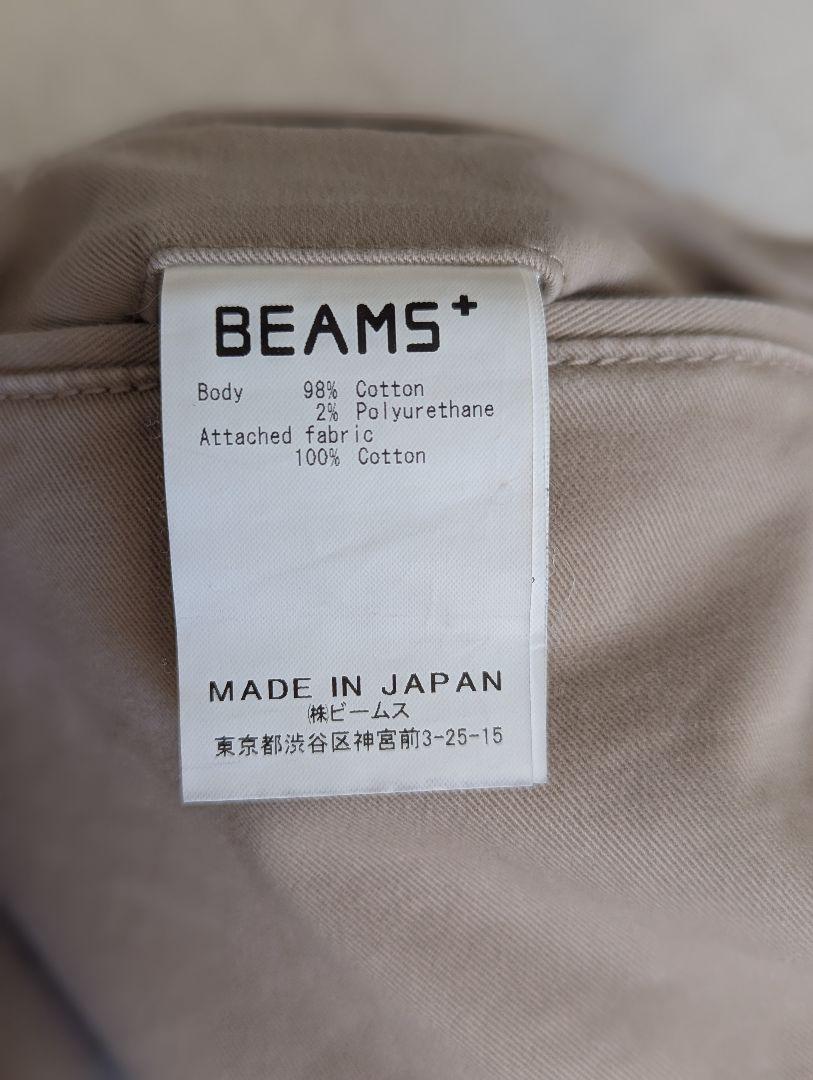 BEAMS+
Body 98% Cotton
2% Polyurethane
Attached fabric
100% Cotton
MADE IN JAPAN
㈱ビームス
東京都渋谷区神宮前3-25-15